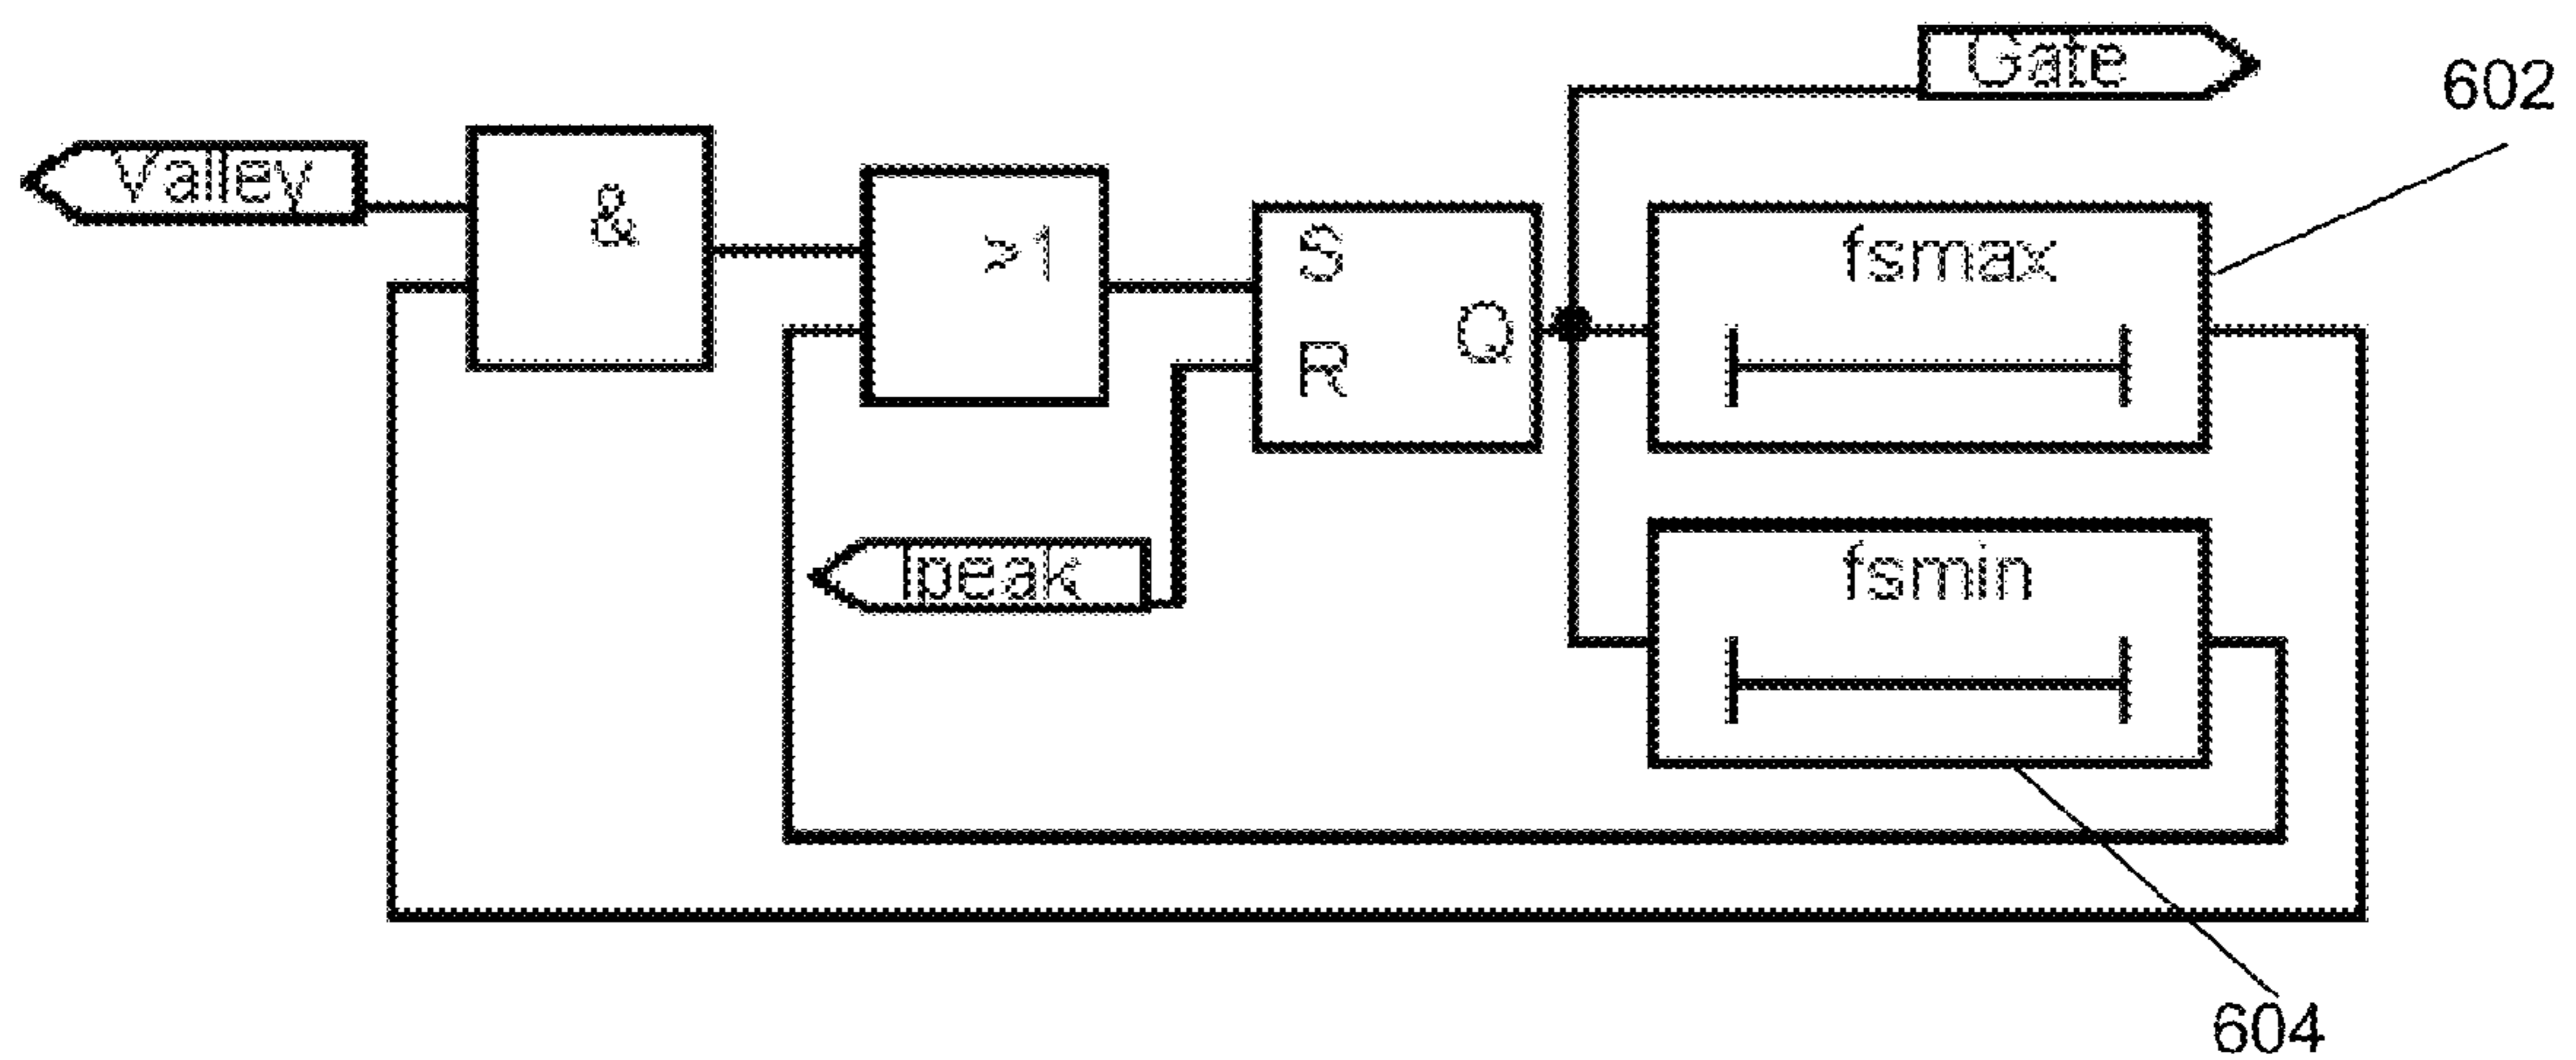 Gate
602
Valley
&
>1
S
R
Q
fsmax
Ipeak
fsmin
604